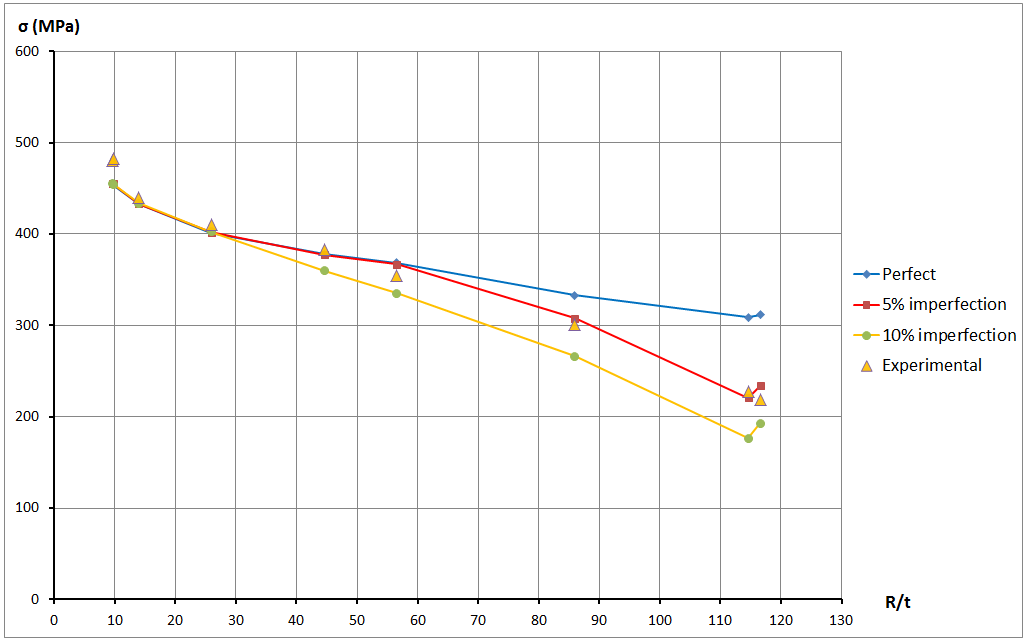 σ (MPa)
600
500
400
300
200
100
0
0 10 20 30 40 50 60 70 80 90 100 110 120 130
R/t
Perfect
5% imperfection
10% imperfection
Experimental